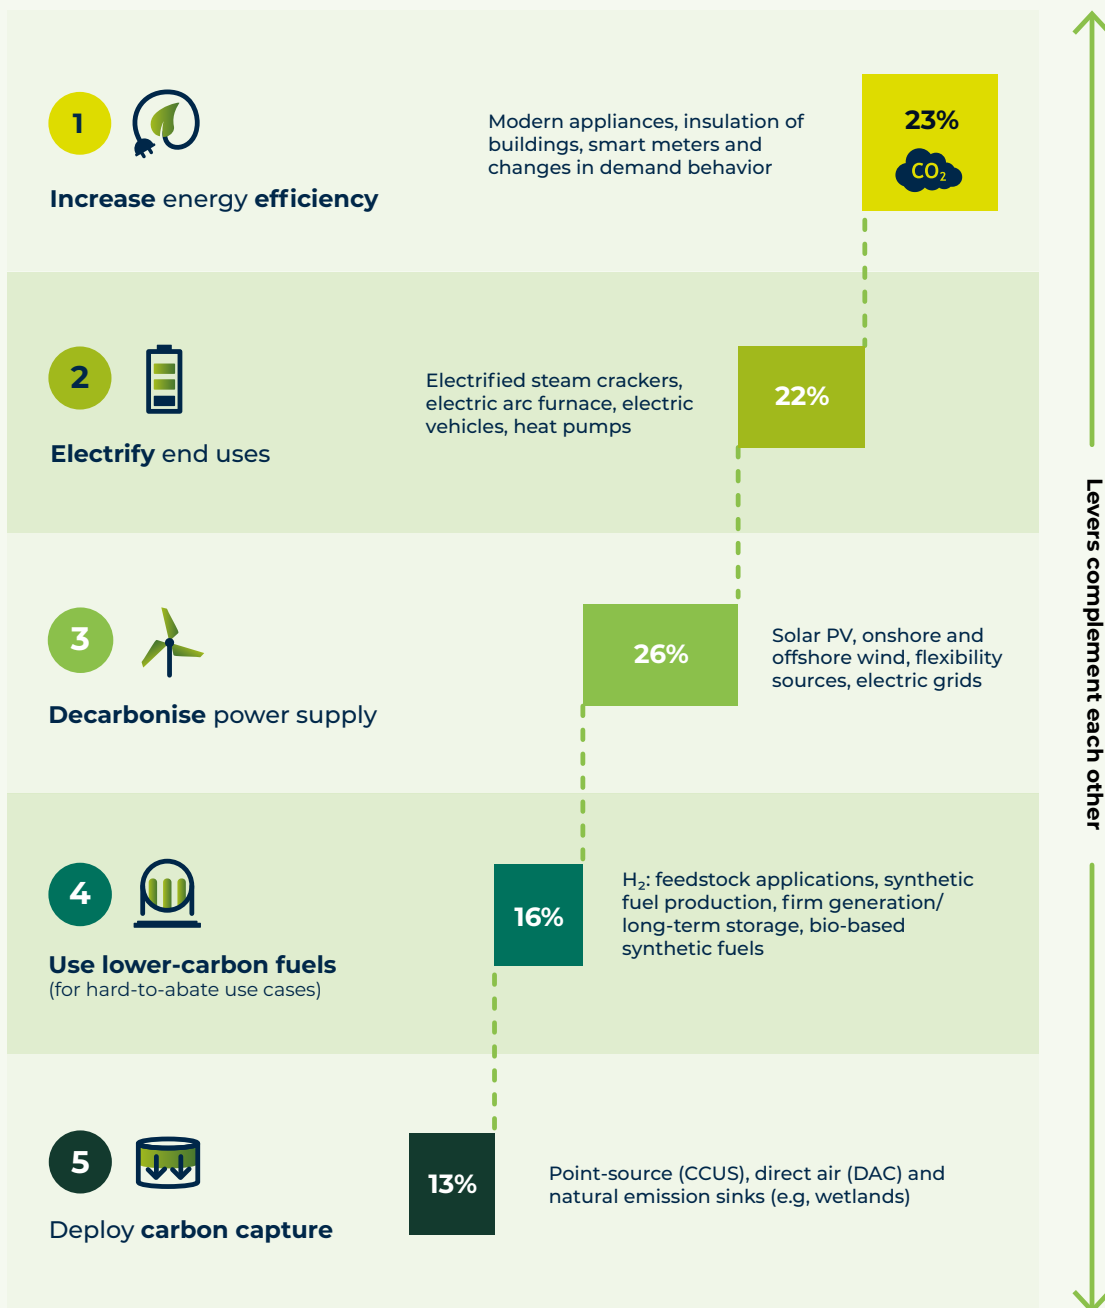 1
Increase energy efficiency
Modern appliances, insulation of
buildings, smart meters and
changes in demand behavior
23%
CO₂
2
Electrify end uses
Electrified steam crackers,
electric arc furnace, electric
vehicles, heat pumps
22%
3
Decarbonise power supply
26%
Solar PV, onshore and
offshore wind, flexibility
sources, electric grids
4
Use lower-carbon fuels
(for hard-to-abate use cases)
16%
H₂: feedstock applications, synthetic
fuel production, firm generation/
long-term storage, bio-based
synthetic fuels
5
Deploy carbon capture
13%
Point-source (CCUS), direct air (DAC) and
natural emission sinks (e.g, wetlands)
Levers complement each other